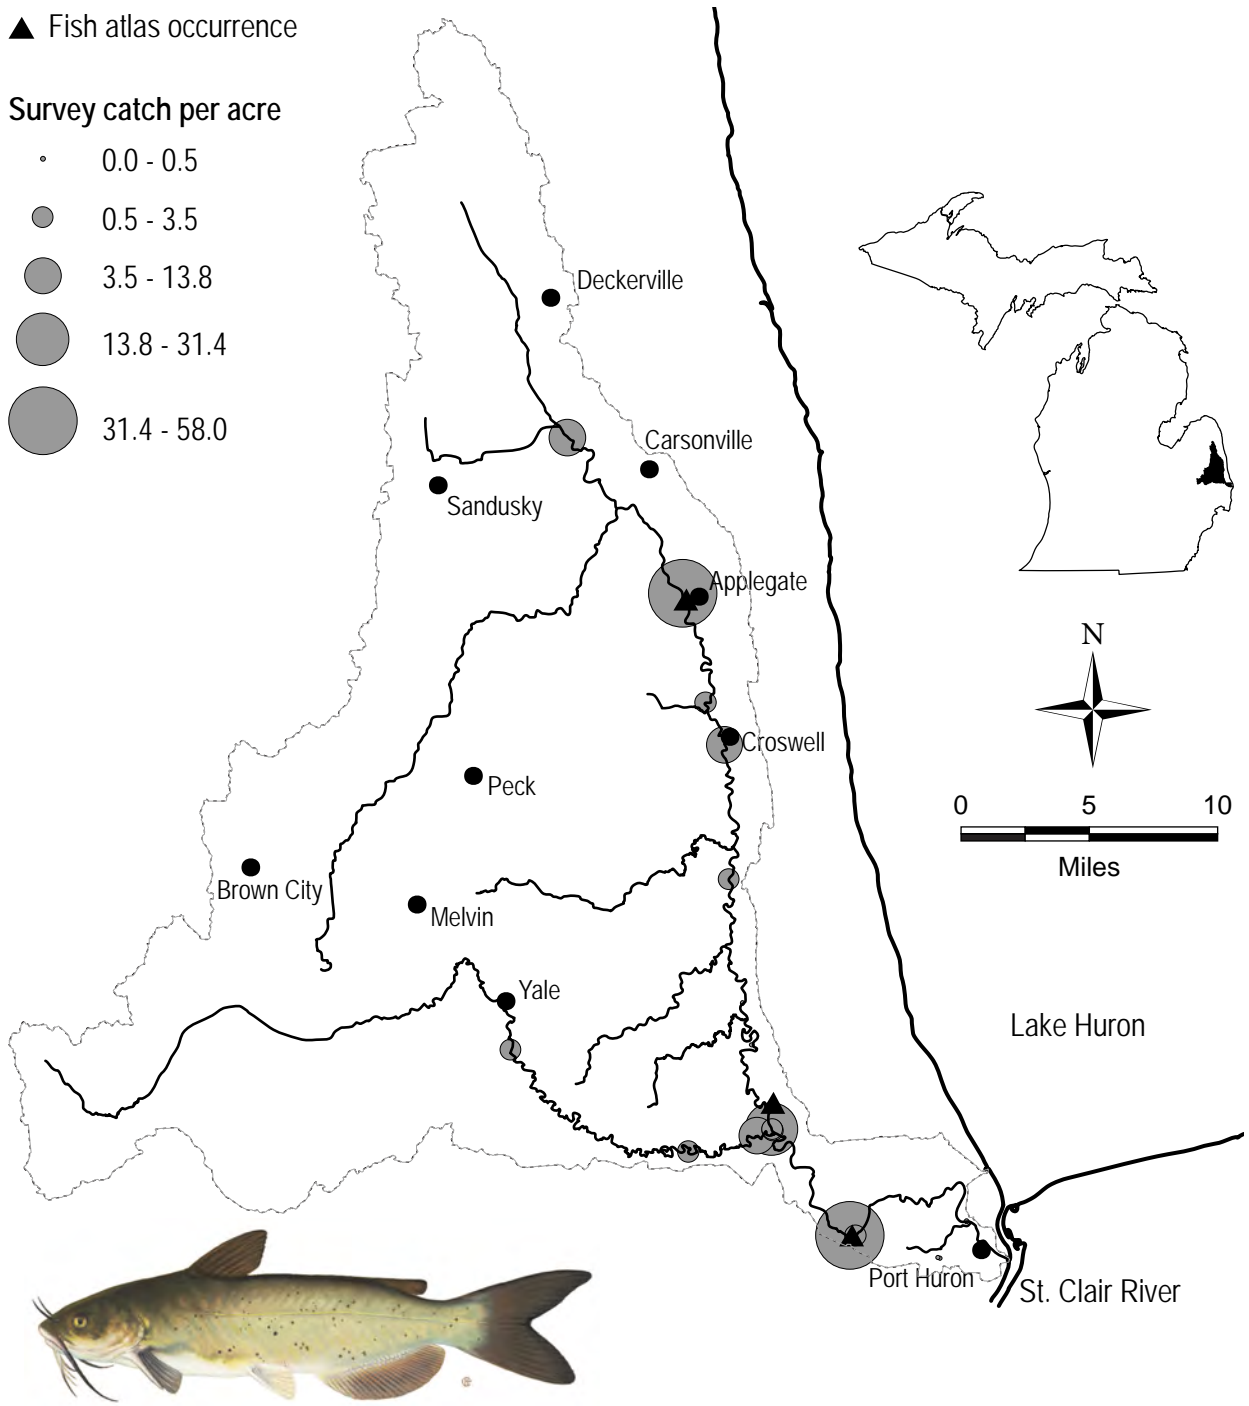 Fish atlas occurrence
Survey catch per acre
0.0 - 0.5
0.5 - 3.5
3.5 - 13.8
13.8 - 31.4
31.4 - 58.0
Deckerville
Carsonville
Sandusky
Applegate
Croswell
Peck
Brown City
Melvin
Yale
Port Huron
St. Clair River
Lake Huron
N
0 5 10
Miles